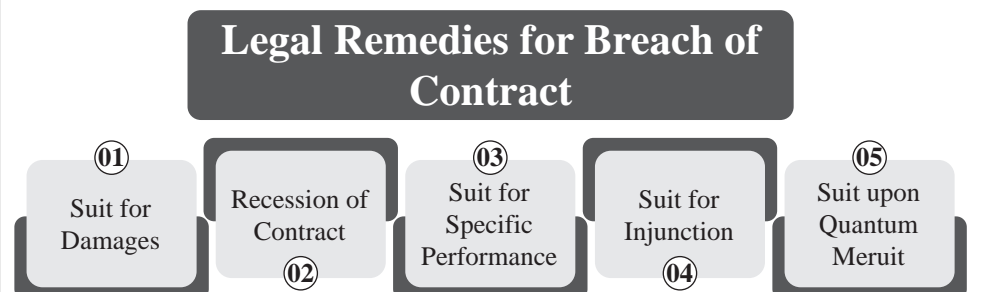 Legal Remedies for Breach of
Contract
01
Suit for
Damages
Recession of
Contract
02
03
Suit for
Specific
Performance
Suit for
Injunction
04
05
Suit upon
Quantum
Meruit